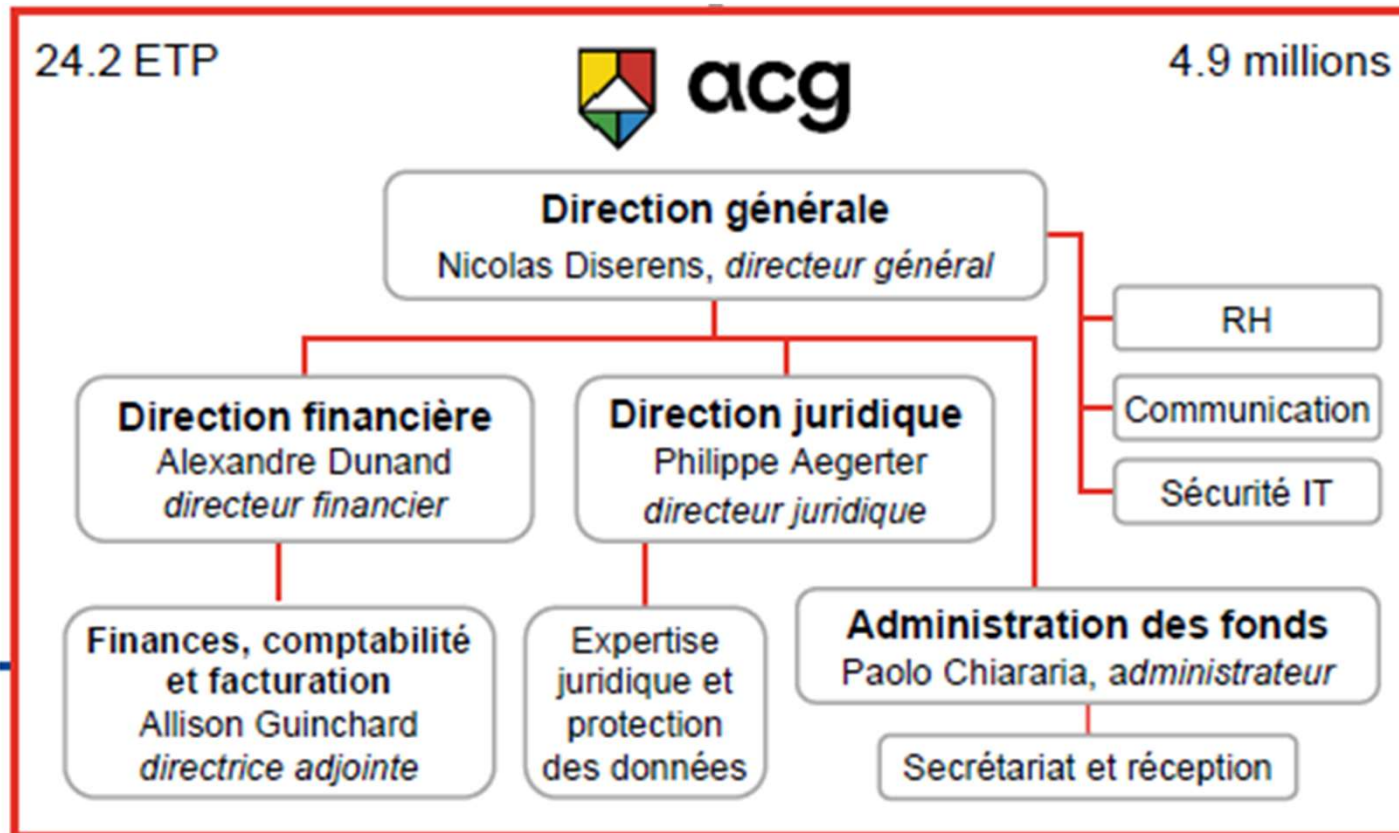 24.2 ETP
acg
4.9 millions
Direction générale
Nicolas Diserens, directeur général
RH
Communication
Sécurité IT
Direction financière
Alexandre Dunand
directeur financier
Direction juridique
Philippe Aegerter
directeur juridique
Finances, comptabilité
et facturation
Allison Guinchard
directrice adjointe
Expertise
juridique et
protection
des données
Administration des fonds
Paolo Chiararia, administrateur
Secrétariat et réception